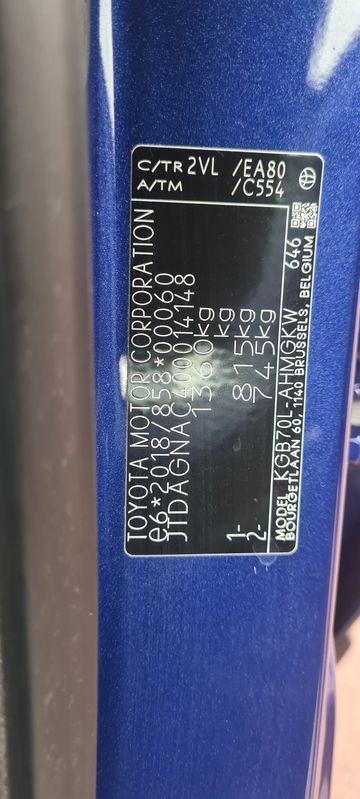 C/TR 2VL /EA80
A/TM /C554
TOYOTA MOTOR CORPORATION
e6*2018/858*00060
JTDAGNAC400014148
1360kg
kg
1- 815kg
2- 745kg
MODEL KGB70L-AHMGKW 646
BOURGETLAAN 60, 1140 BRUSSELS, BELGIUM